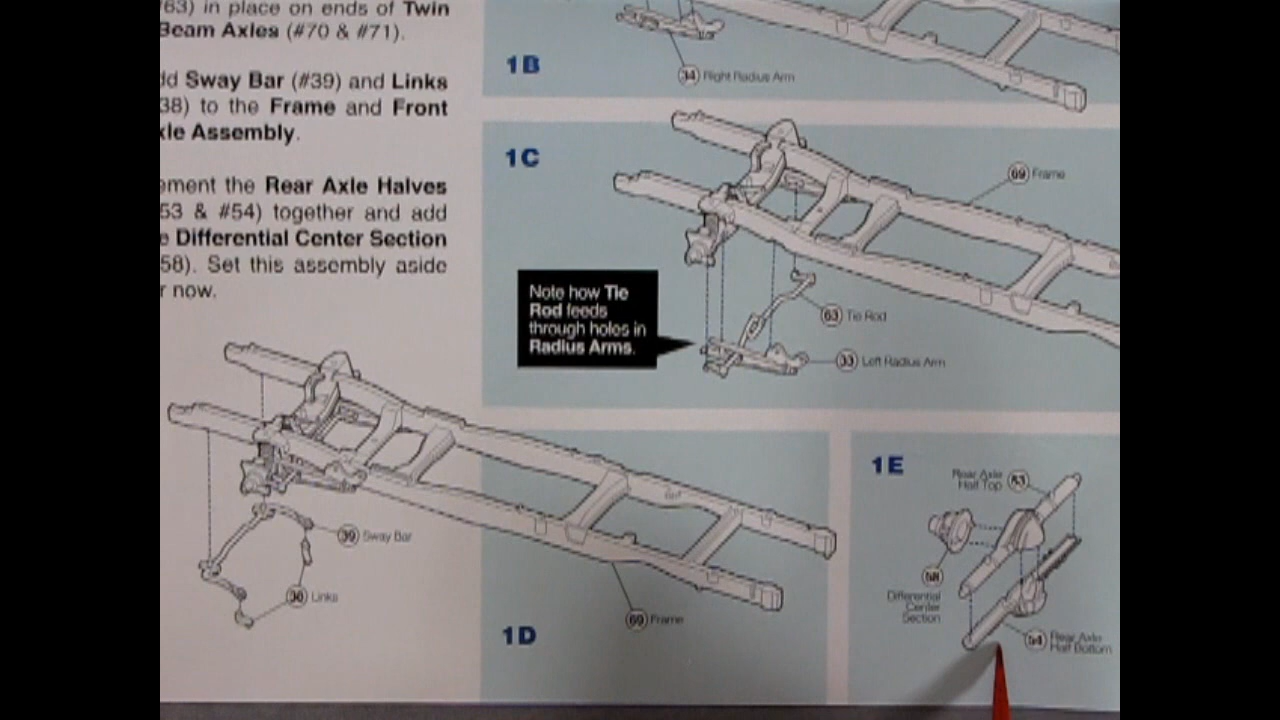 63) in place on ends of Twin
Beam Axles (#70 & #71).
dd Sway Bar (#39) and Links
38) to the Frame and Front
xle Assembly.
ement the Rear Axle Halves
53 & #54) together and add
e Differential Center Section
58). Set this assembly aside
r now.
1B
34 Right Radius Arm
1C
69 Frame
Note how Tie
Rod feeds
through holes in
Radius Arms.
63 Tie Rod
33 Left Radius Arm
39 Sway Bar
38 Links
69 Frame
1D
1E
Rear Axle
Half Top
53
58
Differential
Center
Section
54 Rear Axle
Half Bottom